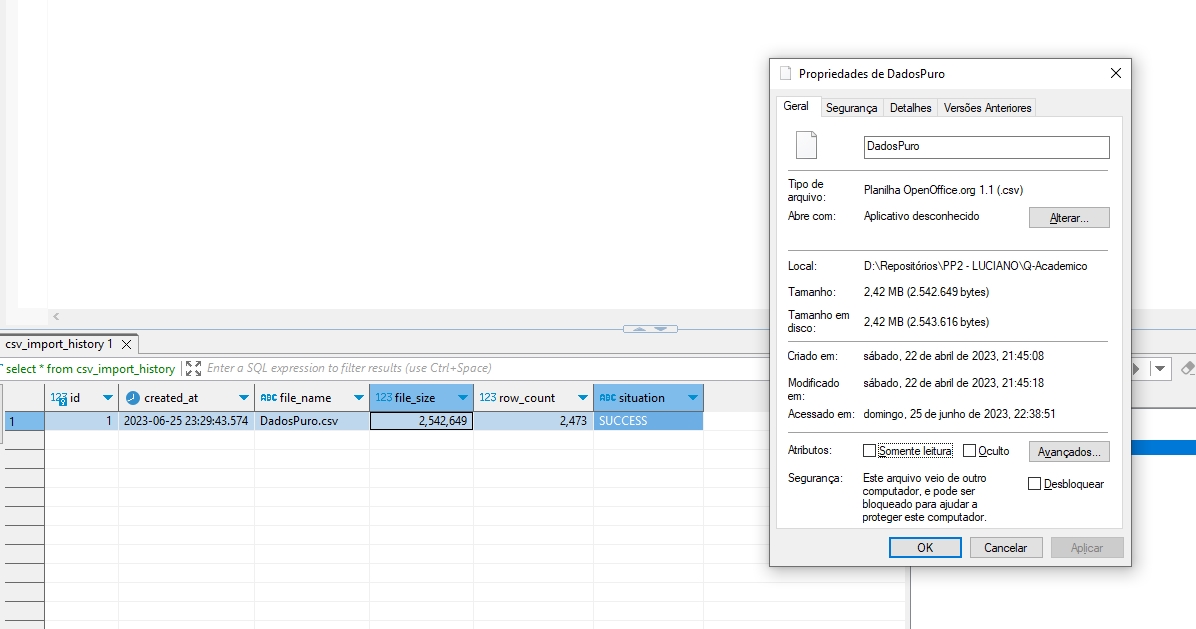 Propriedades de DadosPuro
Geral
Segurança
Detalhes
Versões Anteriores
DadosPuro
Tipo de
arquivo:
Planilha OpenOffice.org 1.1 (.csv)
Abre com:
Aplicativo desconhecido
Alterar...
Local:
D:\Repositórios\PP2 - LUCIANO\Q-Academico
Tamanho:
2,42 MB (2.542.649 bytes)
Tamanho em
disco:
2,42 MB (2.543.616 bytes)
Criado em:
sábado, 22 de abril de 2023, 21:45:08
Modificado
em:
sábado, 22 de abril de 2023, 21:45:18
Acessado em:
domingo, 25 de junho de 2023, 22:38:51
Atributos:
Somente leitura
Oculto
Avançados...
Segurança:
Este arquivo veio de outro
computador, e pode ser
bloqueado para ajudar a
proteger este computador.
Desbloquear
OK
Cancelar
Aplicar
csv_import_history 1
select * from csv_import_history
Enter a SQL expression to filter results (use Ctrl+Space)
123 id
created_at
ABC file_name
123 file_size
123 row_count
ABC situation
1
1
2023-06-25 23:29:43.574
DadosPuro.csv
2,542,649
2,473
SUCCESS